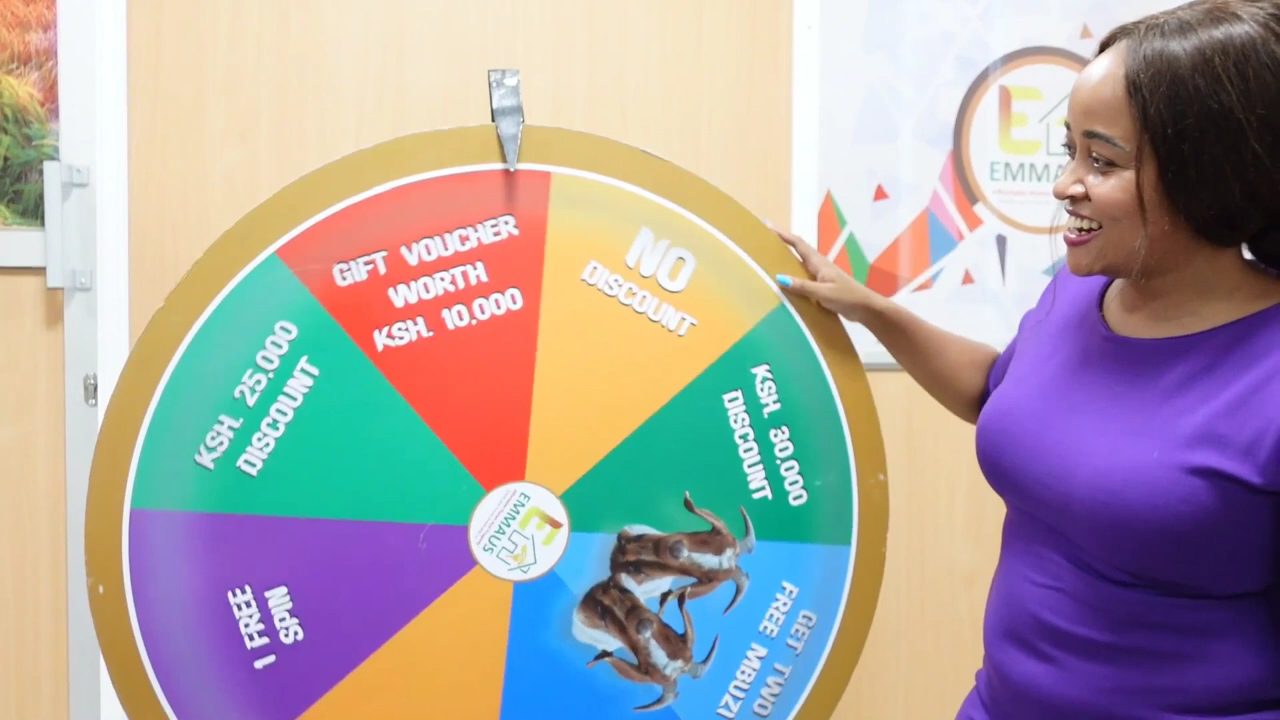 GIFT VOUCHER
WORTH
KSH. 10,000
NO
DISCOUNT
KSH. 30,000
DISCOUNT
GET TWO
FREE MBUZI
1 FREE
SPIN
KSH. 25,000
DISCOUNT
E
EMMAUS
E
EMMA